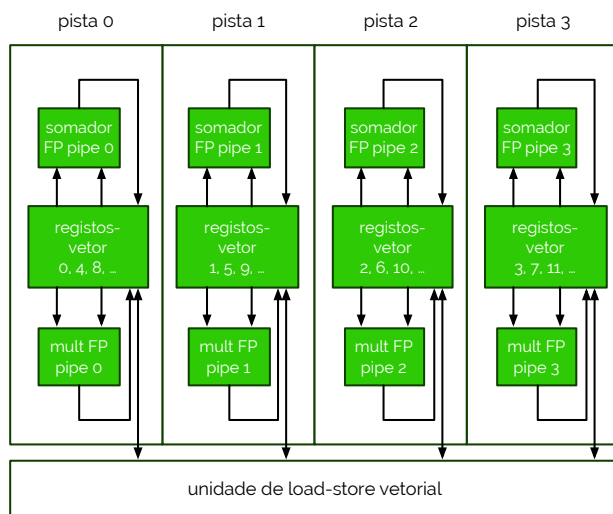 pista 0
pista 1
pista 2
pista 3
somador
FP pipe 0
somador
FP pipe 1
somador
FP pipe 2
somador
FP pipe 3
registos-
vetor
0, 4, 8, ...
registos-
vetor
1, 5, 9, ...
registos-
vetor
2, 6, 10, ...
registos-
vetor
3, 7, 11, ...
mult FP
pipe 0
mult FP
pipe 1
mult FP
pipe 2
mult FP
pipe 3
unidade de load-store vetorial